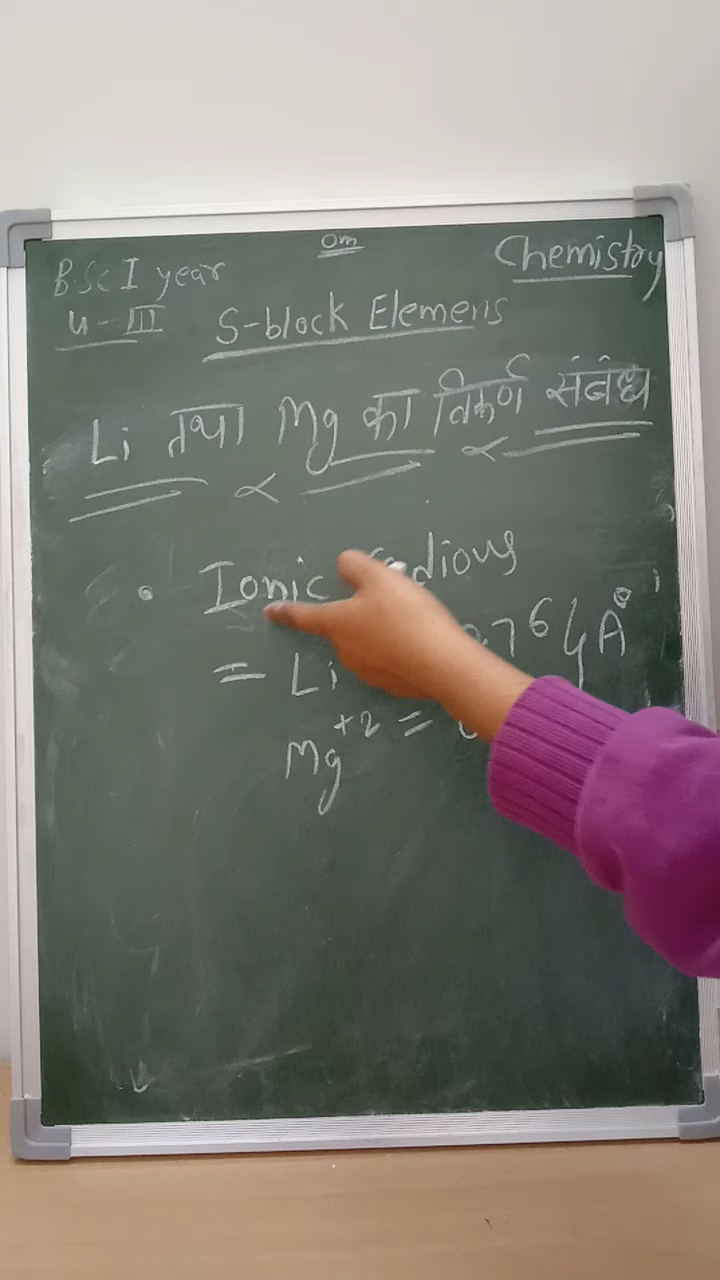 Om
B.Sc I year
Chemistry
U-III
S-block Elemens
Li तथा Mg का विकर्ण संबंध
Ionic
= Li
Mg+2 =